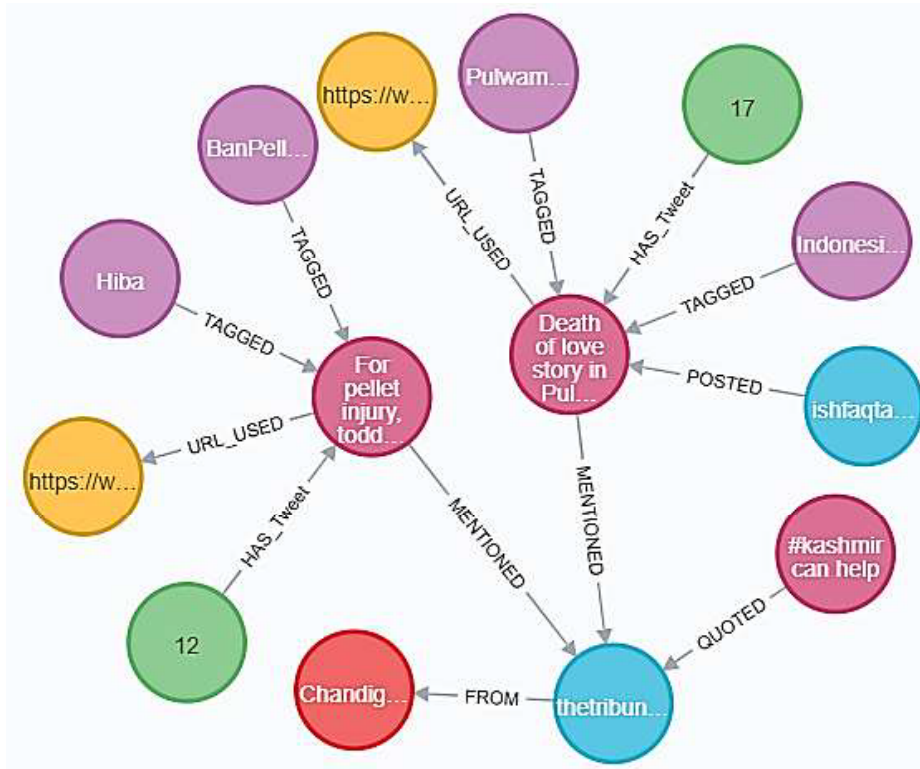 https://w...
Pulwam...
17
BanPell...
Hiba
Indonesi...
URL_USED
TAGGED
HAS_Tweet
TAGGED
TAGGED
TAGGED
For
pellet
injury,
todd...
Death
of love
story in
Pul...
POSTED
ishfaqta...
https://w...
URL_USED
HAS_Tweet
12
MENTIONED
MENTIONED
#kashmir
can help
QUOTED
Chandig...
FROM
thetribun...